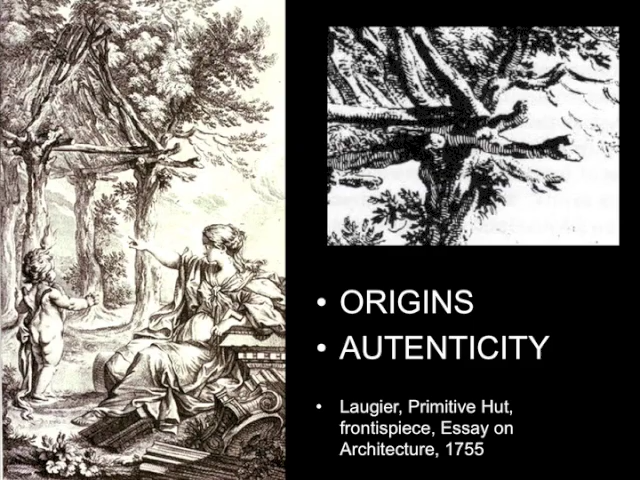 • ORIGINS
• AUTENTICITY
• Laugier, Primitive Hut,
frontispiece, Essay on
Architecture, 1755